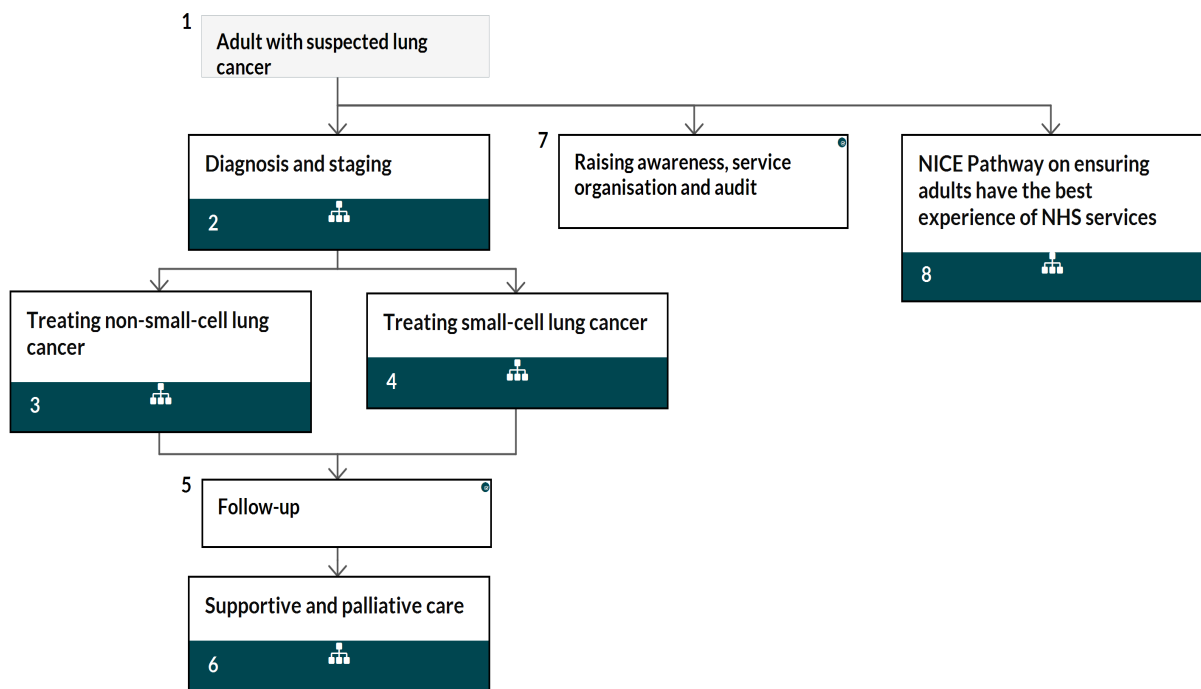 1
Adult with suspected lung
cancer
Diagnosis and staging
2
7
Raising awareness, service
organisation and audit
NICE Pathway on ensuring
adults have the best
experience of NHS services
8
Treating non-small-cell lung
cancer
3
Treating small-cell lung cancer
4
5
Follow-up
Supportive and palliative care
6